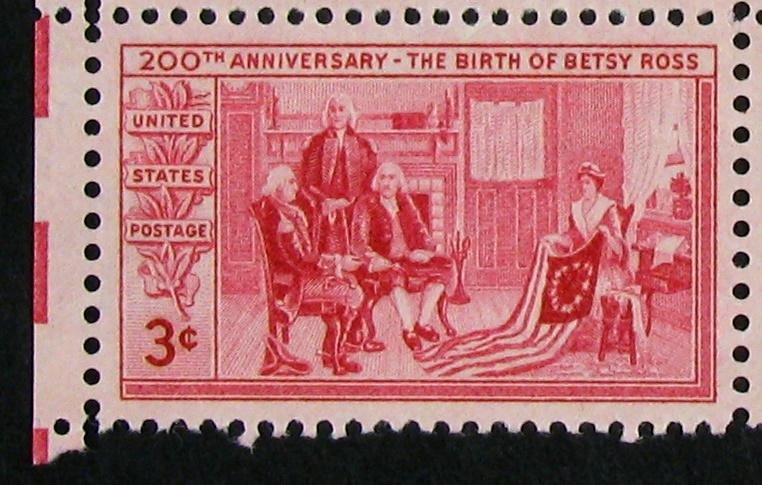 200TH ANNIVERSARY - THE BIRTH OF BETSY ROSS
UNITED
STATES
POSTAGE
3¢